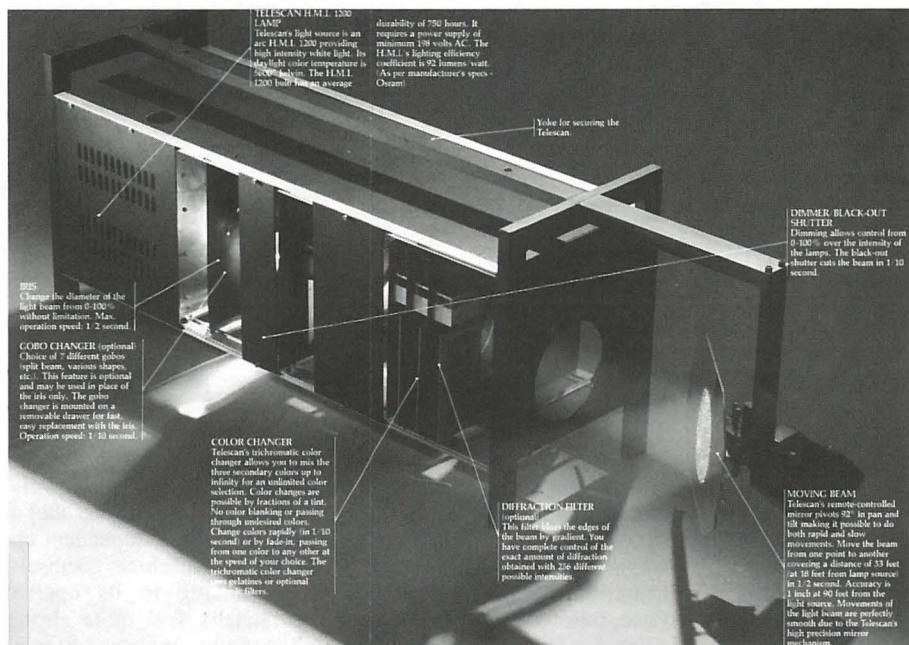 TELESCAN H.M.I. 1200
LAMP
Telescan's light source is an
arc H.M.I. 1200 providing
high intensity white light. Its
daylight color temperature is
5600° kelvin. The H.M.I.
1200 bulb has an average
durability of 750 hours. It
requires a power supply of
minimum 198 volts AC. The
H.M.I.'s lighting efficiency
coefficient is 92 lumens/watt.
(As per manufacturer's specs -
Osram)
Yoke for securing the
Telescan.
DIMMER/BLACK-OUT
SHUTTER
Dimming allows control from
0-100% over the intensity of
the lamps. The black-out
shutter cuts the beam in 1/10
second.
IRIS
Change the diameter of the
light beam from 0-100%
without limitation. Max.
operation speed: 1/2 second.
GOBO CHANGER (optional)
Choice of 7 different gobos
(split beam, various shapes,
etc.). This feature is optional
and may be used in place of
the iris only. The gobo
changer is mounted on a
removable drawer for fast,
easy replacement with the iris.
Operation speed: 1/10 second.
COLOR CHANGER
Telescan's trichromatic color
changer allows you to mix the
three secondary colors up to
infinity for an unlimited color
selection. Color changes are
possible by fractions of a tint.
No color blanking or passing
through undesired colors.
Change colors rapidly (in 1/10
second) or by fade-in, passing
from one color to any other at
the speed of your choice. The
trichromatic color changer
uses gelatines or optional
filters.
DIFFRACTION FILTER
(optional)
This filter blurs the edges of
the beam by gradient. You
have complete control of the
exact amount of diffraction
obtained with 256 different
possible intensities.
MOVING BEAM
Telescan's remote-controlled
mirror pivots 92° in pan and
tilt making it possible to do
both rapid and slow
movements. Move the beam
from one point to another
covering a distance of 33 feet
(at 18 feet from lamp source)
in 1/2 second. Accuracy is
1 inch at 90 feet from the
light source. Movements of
the light beam are perfectly
smooth due to the Telescan's
high precision mirror
mechanism.